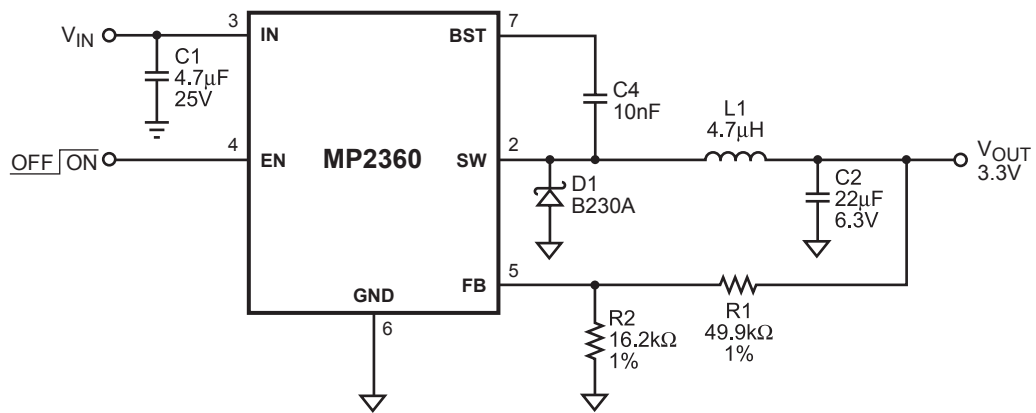 VIN
3
IN
C1
4.7µF
25V
OFF ON
4
EN
MP2360
BST
7
C4
10nF
SW
2
L1
4.7µH
D1
B230A
C2
22µF
6.3V
VOUT
3.3V
FB
5
R1
49.9kΩ
1%
R2
16.2kΩ
1%
GND
6